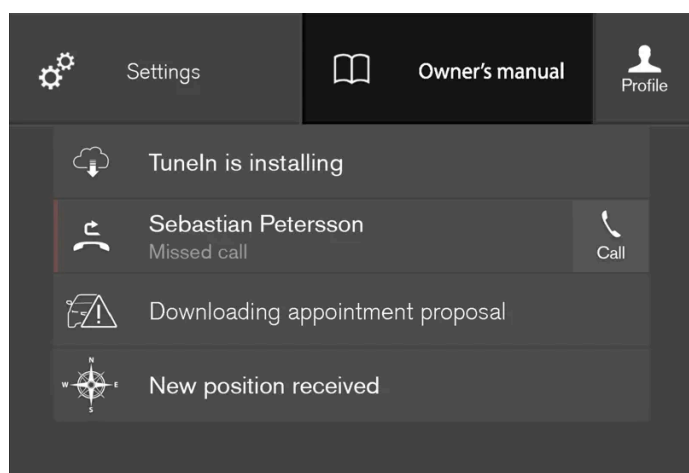 Settings
Owner's manual
Profile
TuneIn is installing
Sebastian Petersson
Missed call
Call
Downloading appointment proposal
N
W E
S
New position received